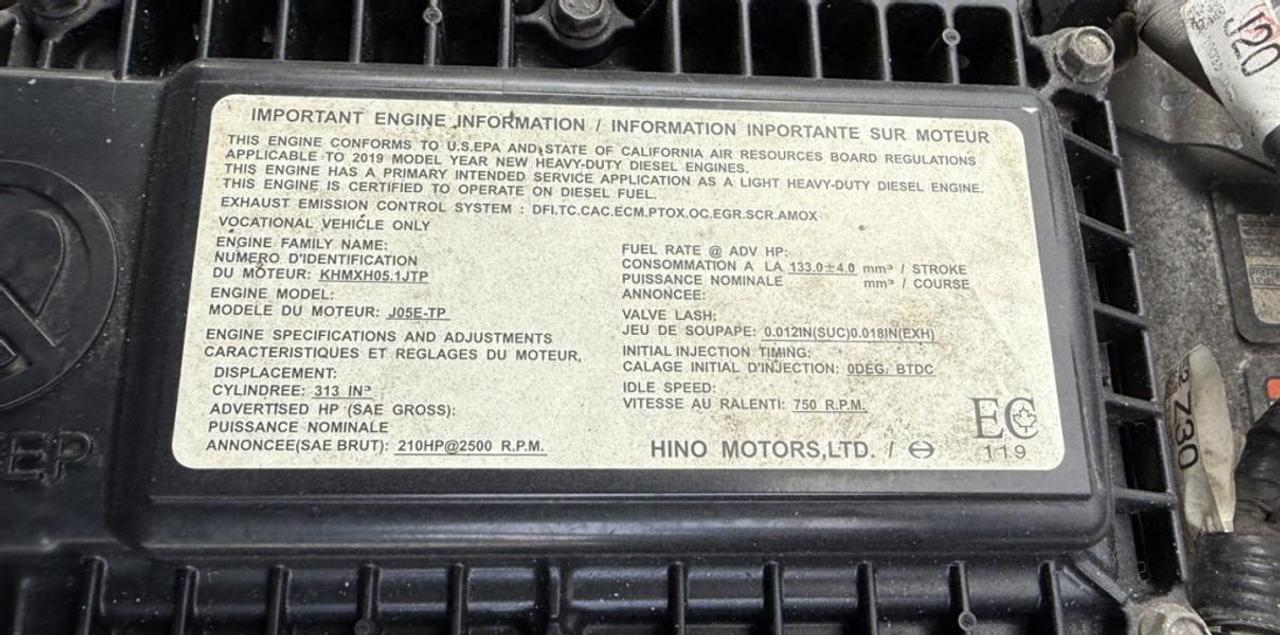 IMPORTANT ENGINE INFORMATION / INFORMATION INPORTANTE SUR MOTEUR
THIS ENGINE CONFORMS TO U.S.EPA AND STATE OF CALIFORNIA AIR RESOURCES BOARD REGULATIONS
APPLICABLE TO 2019 MODEL YEAR NEW HEAVY-DUTY DIESEL ENGINES.
THIS ENGINE HAS A PRIMARY INTENDED SERVICE APPLICATION AS A LIGHT HEAVY-DUTY DIESEL ENGINE.
THIS ENGINE IS CERTIFIED TO OPERATE ON DIESEL FUEL.
EXHAUST EMISSION CONTROL SYSTEM : DFI.TC.CAC.ECM.PTOX.OC.EGR.SCR.AMOX
VOCATIONAL VEHICLE ONLY
ENGINE FAMILY NAME:
NUMERO D'IDENTIFICATION
DU MOTEUR: KHMXH05.1JTP
ENGINE MODEL:
MODELE DU MOTEUR: J05E-TP
ENGINE SPECIFICATIONS AND ADJUSTMENTS
CARACTERISTIQUES ET REGLAGES DU MOTEUR,
DISPLACEMENT:
CYLINDREE: 313 IN³
ADVERTISED HP (SAE GROSS):
PUISSANCE NOMINALE
ANNONCEE(SAE BRUT): 210HP@2500 R.P.M.
FUEL RATE @ ADV HP:
CONSOMMATION A LA 133.0±4.0 mm³ / STROKE
PUISSANCE NOMINALE mm³ / COURSE
ANNONCEE:
VALVE LASH:
JEU DE SOUPAPE: 0.012IN(SUC)0.018IN(EXH)
INITIAL INJECTION TIMING:
CALAGE INITIAL D'INJECTION: 0DEG. BTDC
IDLE SPEED:
VITESSE AU RALENTI: 750 R.P.M.
HINO MOTORS,LTD. /
EC
119
EP
J20
730